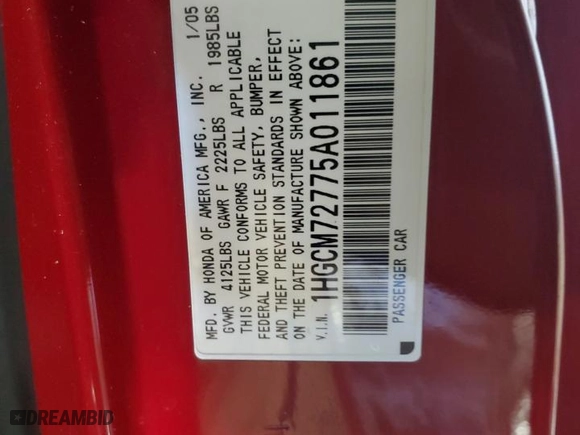 MFD. BY HONDA OF AMERICA MFG., INC. 1/05
GVWR 4125LBS GAWR F 2225LBS R 1985LBS
THIS VEHICLE CONFORMS TO ALL APPLICABLE
FEDERAL MOTOR VEHICLE SAFETY, BUMPER,
AND THEFT PREVENTION STANDARDS IN EFFECT
ON THE DATE OF MANUFACTURE SHOWN ABOVE:
V.I.N. 1HGCM72775A011861
PASSENGER CAR
DREAMBID